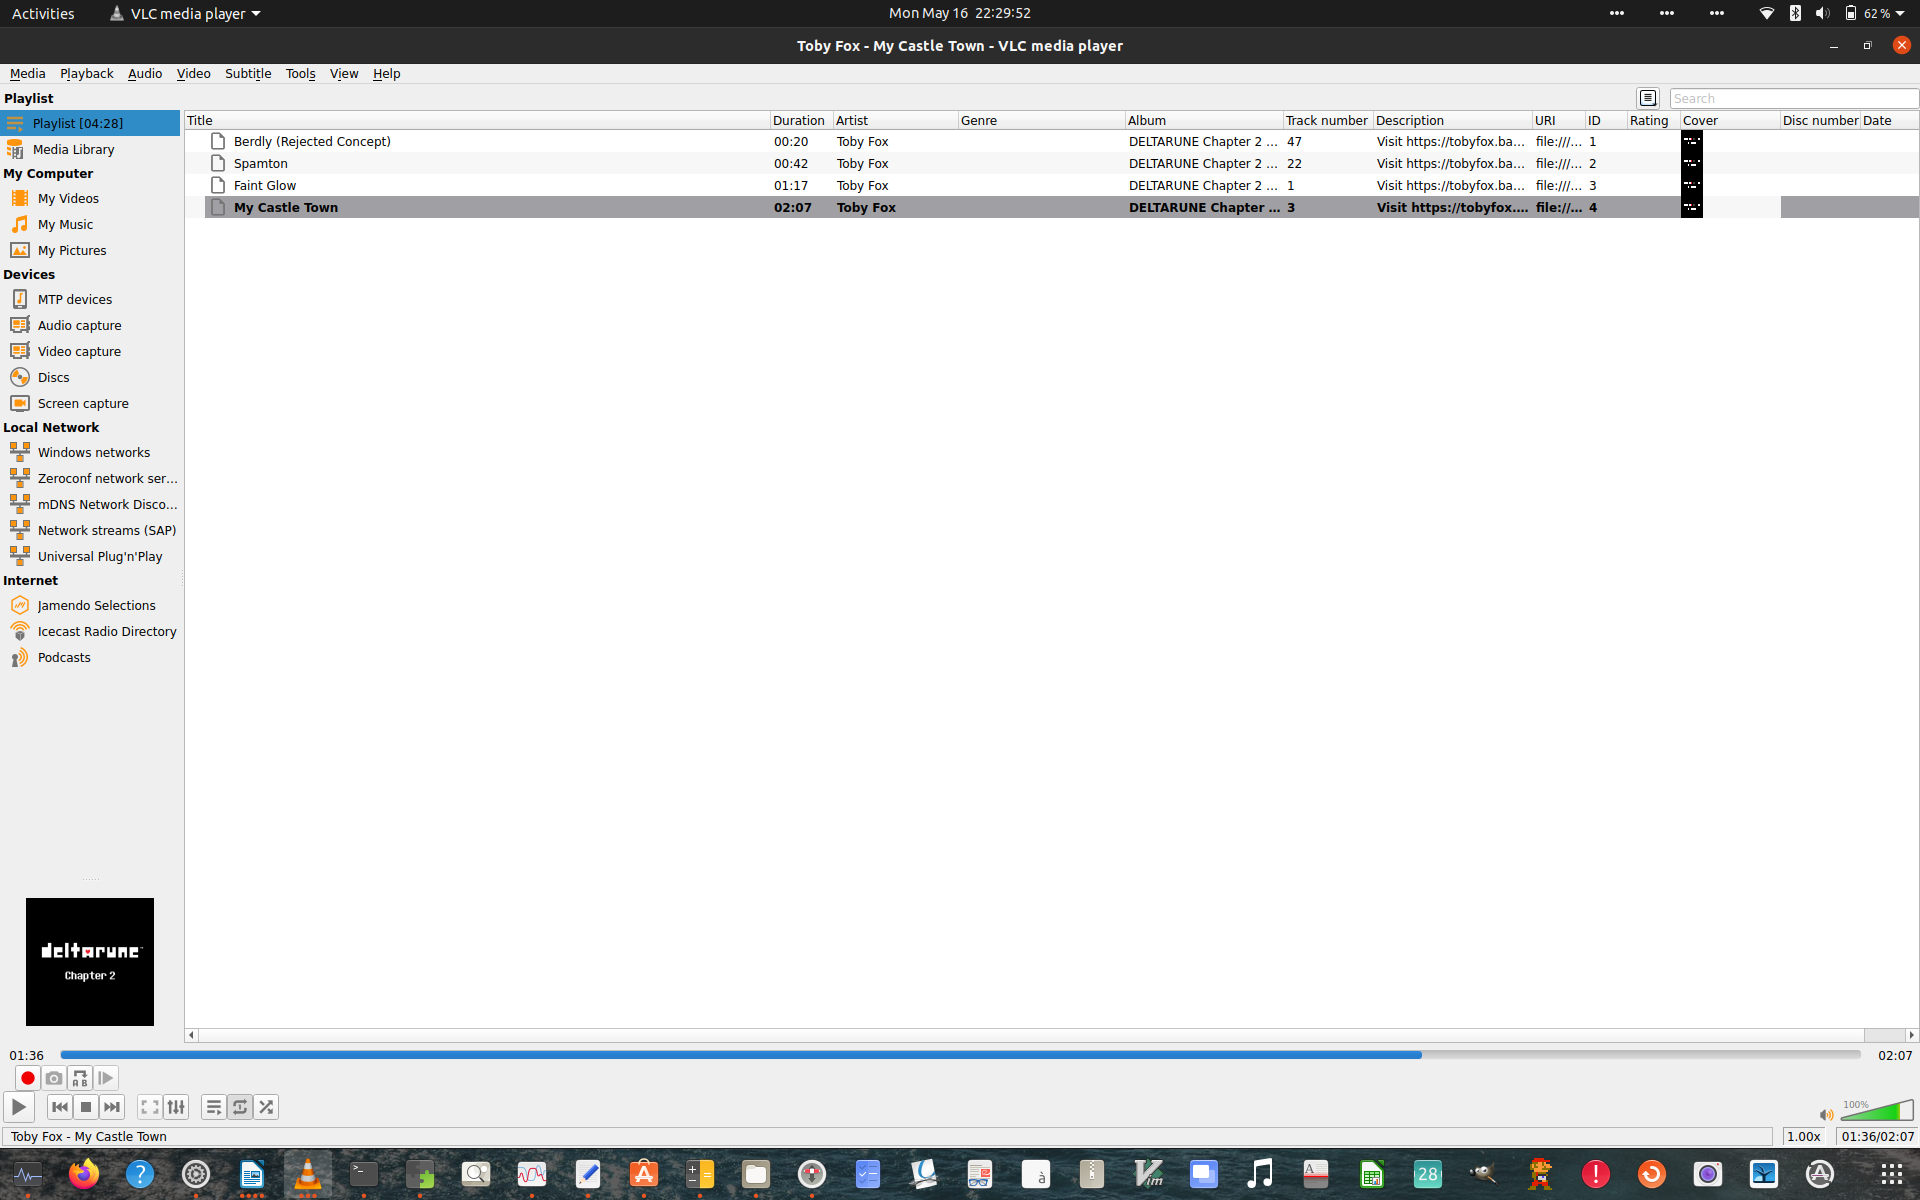 Activities VLC media player Mon May 16 22:29:52 62 %
Toby Fox - My Castle Town - VLC media player
Media Playback Audio Video Subtitle Tools View Help
Playlist
Search
Playlist [04:28]
Media Library
My Computer
My Videos
My Music
My Pictures
Devices
MTP devices
Audio capture
Video capture
Discs
Screen capture
Local Network
Windows networks
Zeroconf network ser...
mDNS Network Disco...
Network streams (SAP)
Universal Plug'n'Play
Internet
Jamendo Selections
Icecast Radio Directory
Podcasts
Title Duration Artist Genre Album Track number Description URI ID Rating Cover Disc number Date
Berdly (Rejected Concept) 00:20 Toby Fox DELTARUNE Chapter 2 ... 47 Visit https://tobyfox.ba... file:///... 1
Spamton 00:42 Toby Fox DELTARUNE Chapter 2 ... 22 Visit https://tobyfox.ba... file:///... 2
Faint Glow 01:17 Toby Fox DELTARUNE Chapter 2 ... 1 Visit https://tobyfox.ba... file:///... 3
My Castle Town 02:07 Toby Fox DELTARUNE Chapter ... 3 Visit https://tobyfox.... file://... 4
deltarune
Chapter 2
01:36 02:07
A B
100%
Toby Fox - My Castle Town 1.00x 01:36/02:07
? >_ à Vim A 28 !